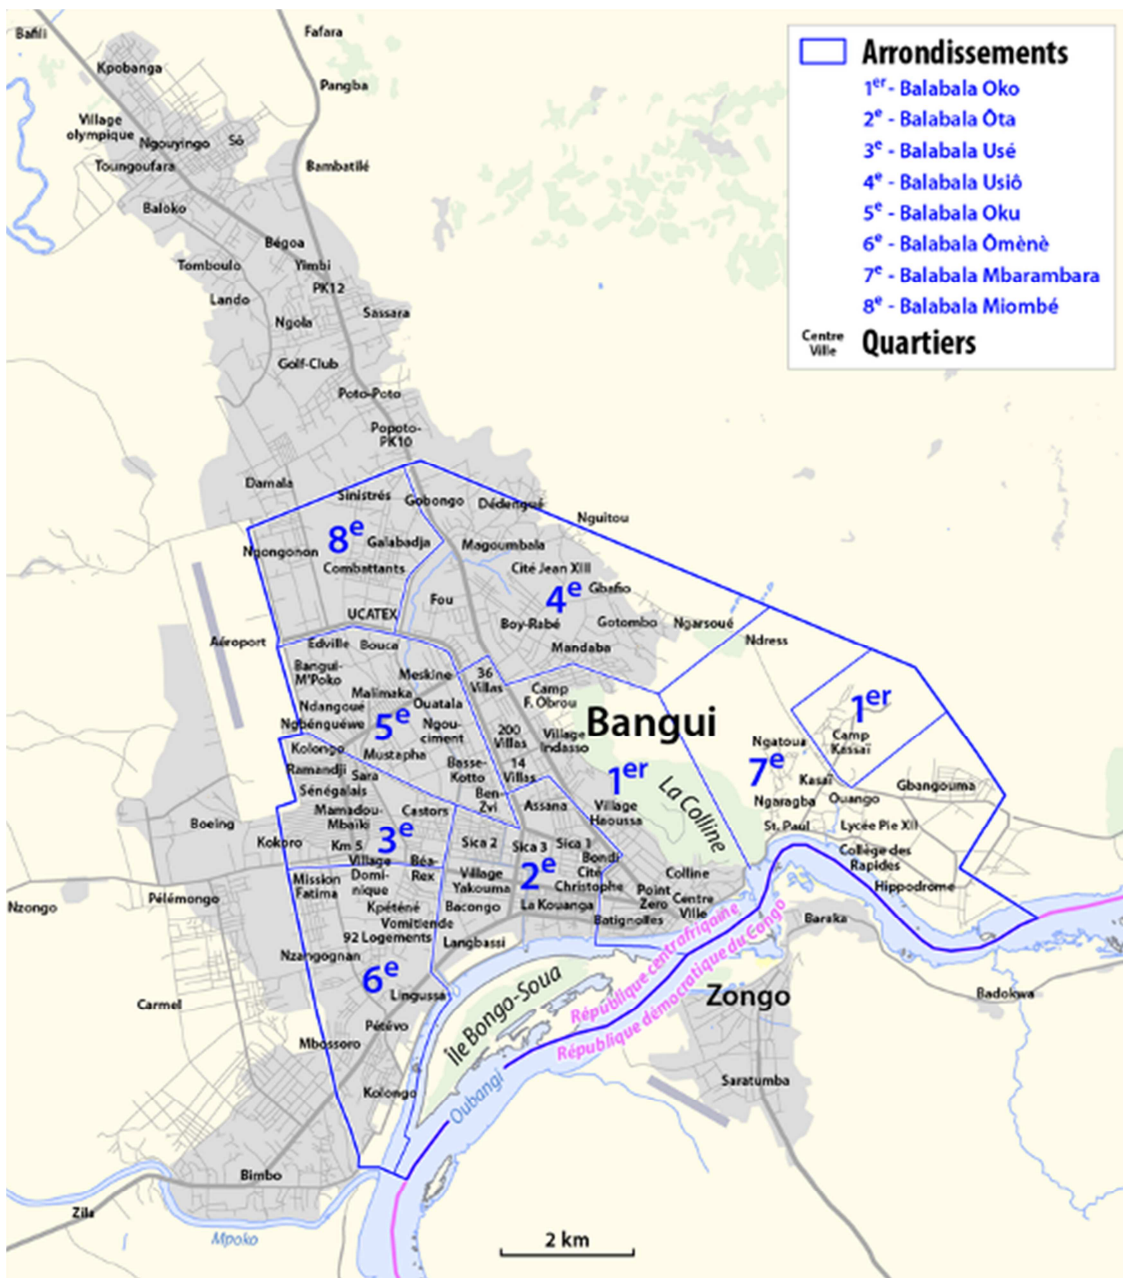 Bafili
Fafara
Kpobanga
Pangba
Village
olympique
Ngouyingo
Sô
Toungoufara
Bambatilé
Baloko
Bégoa
Tomboulo
Yimbi
PK12
Lando
Sassara
Ngola
Golf-Club
Poto-Poto
Popoto-
PK10
Arrondissements
1er - Balabala Oko
2e - Balabala Ôta
3e - Balabala Usé
4e - Balabala Usiô
5e - Balabala Oku
6e - Balabala Ômènè
7e - Balabala Mbarambara
8e - Balabala Miombé
Centre
Ville
Quartiers
Damala
Sinistrés
Gobongo
Dédengué
Nguitou
8e
Ngongonon
Galabadja
Magoumbala
Combattants
Cité Jean XIII
4e
Gbafio
Fou
UCATEX
Boy-Rabé
Gotombo
Ngarsoué
Aéroport
Edville
Bouca
Mandaba
Ndress
Bangui-
M'Poko
Meskine
36
Villas
Malimaka
Camp
F. Obrou
Ndangoué
Ouatala
Bangui
1er
5e
Ngbénguéwe
Ngou-
ciment
200
Villas
Village
Indasso
Camp
Kassaï
Ngatoua
Kolongo
Mustapha
Basse-
Kotto
14
Villas
7e
Ramandji
Sara
1er
La Colline
Kasaï
Gbangouma
Sénégalais
Ben-
Zvi
Assana
Village
Haoussa
Ngaragba
Ouango
Mamadou-
Mbaïki
Castors
Boeing
St. Paul
Lycée Pie XII
Kokoro
3e
Km 5
Sica 2
Sica 3
Sica 1
Collège des
Rapides
Village
Béa-
Rex
2e
Bondi
Mission
Fatima
Domi-
nique
Village
Yakouma
Cité
Christophe
Colline
Hippodrome
Pélémongo
Nzongo
Kpéténé
Bacongo
La Kouanga
Point
Zero
Centre
Ville
Vomitiende
Batignolles
Baraka
92 Logements
Langbassi
Nzangognan
6e
Lingussa
Île Bongo-Soua
République centrafriqaine
République démocratique du Congo
Zongo
Badokwa
Carmel
Pétévo
Mbossoro
Kolongo
Oubangi
Saratumba
Bimbo
Zila
Mpoko
2 km